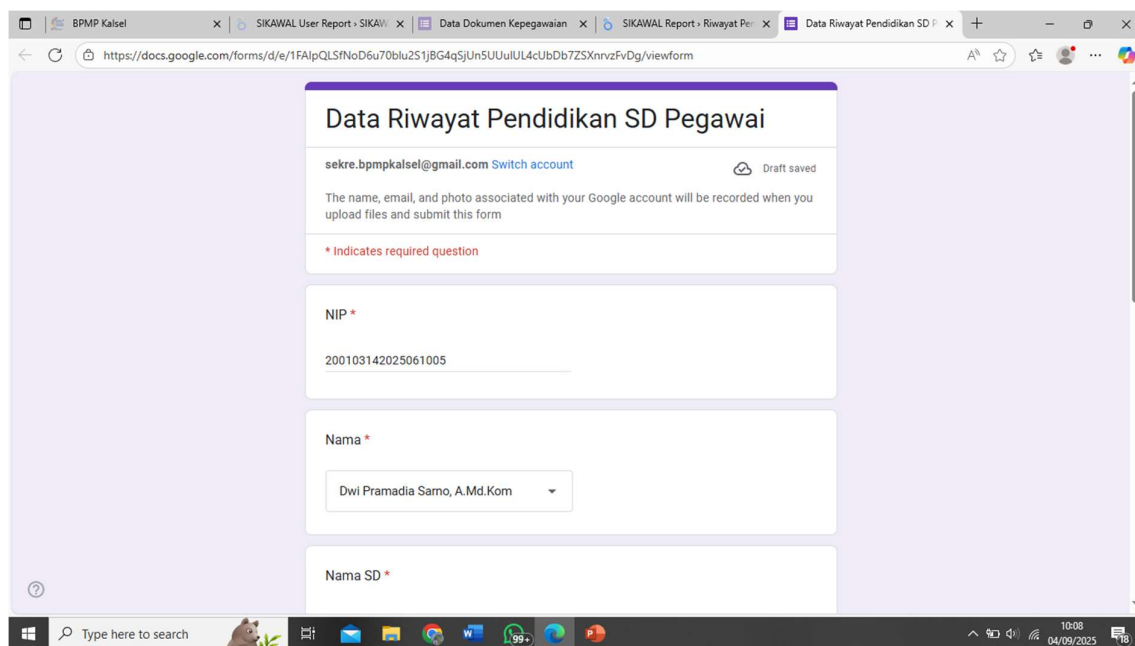 BPMP Kalsel
SIKAWAL User Report › SIKAW
Data Dokumen Kepegawaian
SIKAWAL Report › Riwayat Per
Data Riwayat Pendidikan SD P
https://docs.google.com/forms/d/e/1FAIpQLSfNoD6u70blu2S1jBG4qSjUn5UUuIUL4cUbDb7ZSXnrvzFvDg/viewform
Data Riwayat Pendidikan SD Pegawai
sekre.bpmpkalsel@gmail.com Switch account
Draft saved
The name, email, and photo associated with your Google account will be recorded when you
upload files and submit this form
* Indicates required question
NIP *
200103142025061005
Nama *
Dwi Pramadia Sarno, A.Md.Kom
Nama SD *
Type here to search
99+
10:08
04/09/2025
18